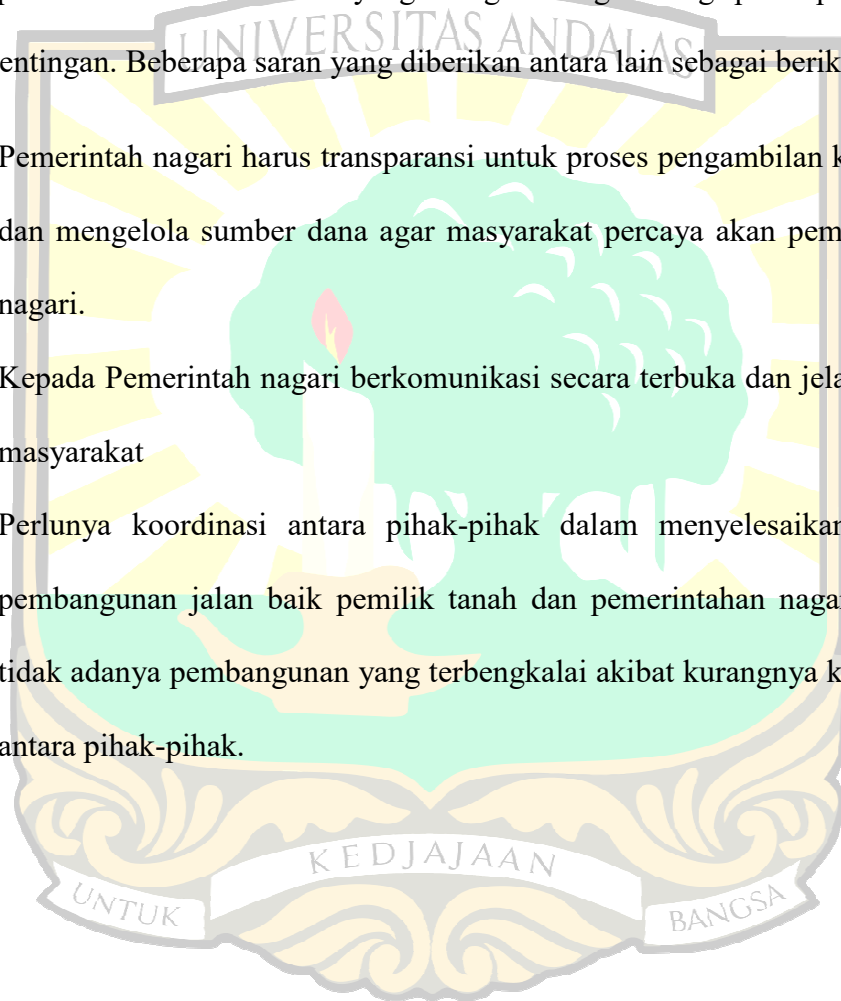 UNIVERSITAS ANDALAS
entingan. Beberapa saran yang diberikan antara lain sebagai berik
Pemerintah nagari harus transparansi untuk proses pengambilan k
dan mengelola sumber dana agar masyarakat percaya akan pem
nagari.
Kepada Pemerintah nagari berkomunikasi secara terbuka dan jela
masyarakat
Perlunya koordinasi antara pihak-pihak dalam menyelesaikan
pembangunan jalan baik pemilik tanah dan pemerintahan naga
tidak adanya pembangunan yang terbengkalai akibat kurangnya k
antara pihak-pihak.
KEDJAJAAN
UNTUK BANGSA